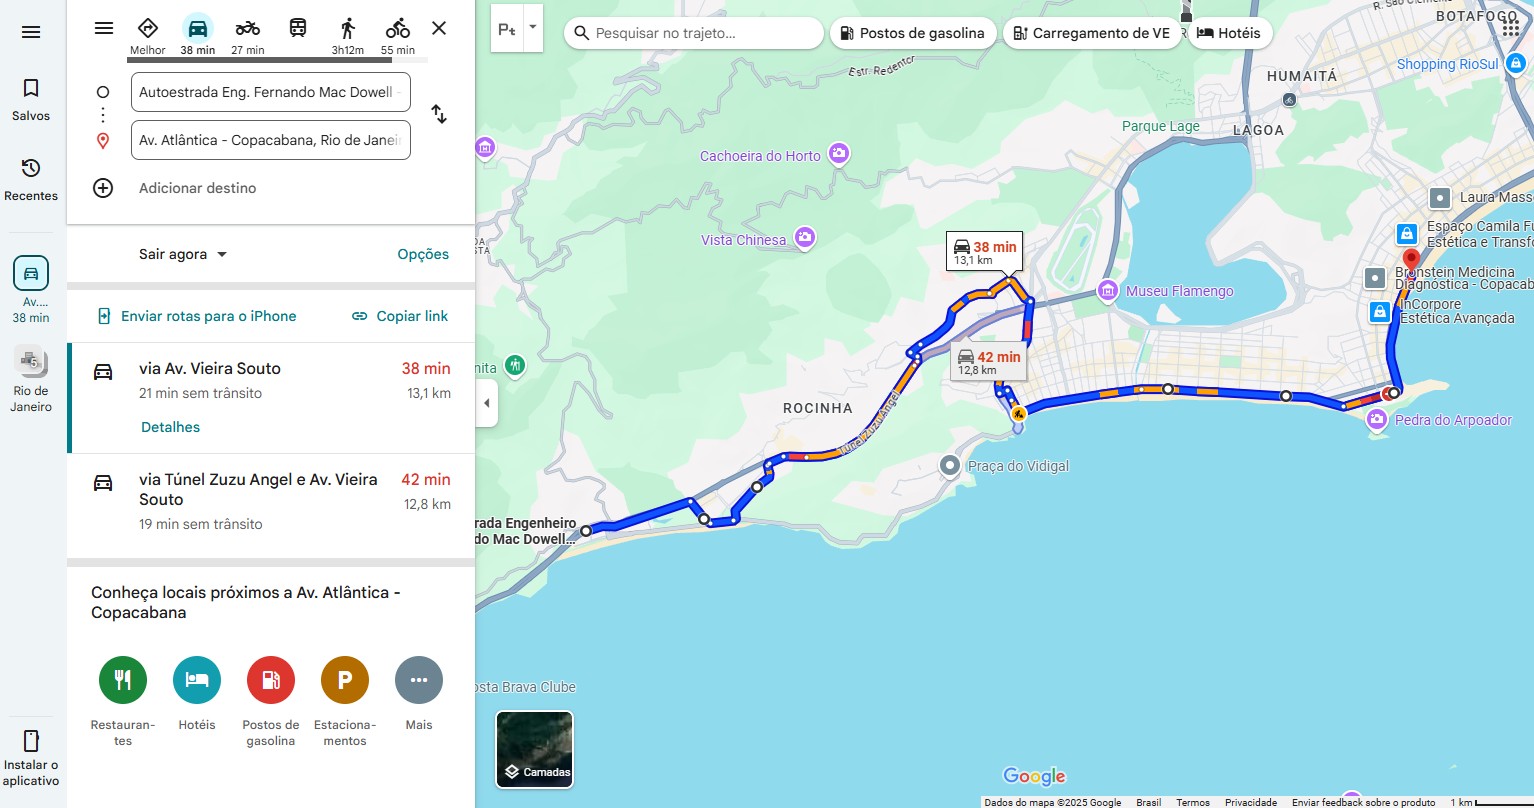 Salvos
Recentes
Av....
38 min
5
Rio de
Janeiro
Instalar o
aplicativo
Melhor
38 min
27 min
3h12m
55 min
Autoestrada Eng. Fernando Mac Dowell -
Av. Atlântica - Copacabana, Rio de Janei
Adicionar destino
Sair agora
Opções
Enviar rotas para o iPhone
Copiar link
via Av. Vieira Souto
38 min
21 min sem trânsito
13,1 km
Detalhes
via Túnel Zuzu Angel e Av. Vieira
Souto
42 min
12,8 km
19 min sem trânsito
Conheça locais próximos a Av. Atlântica -
Copacabana
P
Restauran-
tes
Hotéis
Postos de
gasolina
Estaciona-
mentos
Mais
Pesquisar no trajeto...
Postos de gasolina
Carregamento de VE
Hotéis
R. São Clemente
BOTAFOGO
Estr. Redentor
HUMAITÁ
Shopping RioSul
Parque Lage
LAGOA
Cachoeira do Horto
Vista Chinesa
Laura Mass
Espaço Camila Fu
Estética e Transfo
38 min
13,1 km
Bronstein Medicina
Diagnóstica - Copacab
Museu Flamengo
InCorpore
Estética Avançada
42 min
12,8 km
nita
ROCINHA
Túnel Zuzu Angel
Pedra do Arpoador
Praça do Vidigal
rada Engenheiro
do Mac Dowell...
osta Brava Clube
Camadas
Google
Dados do mapa ©2025 Google
Brasil
Termos
Privacidade
Enviar feedback sobre o produto
1 km